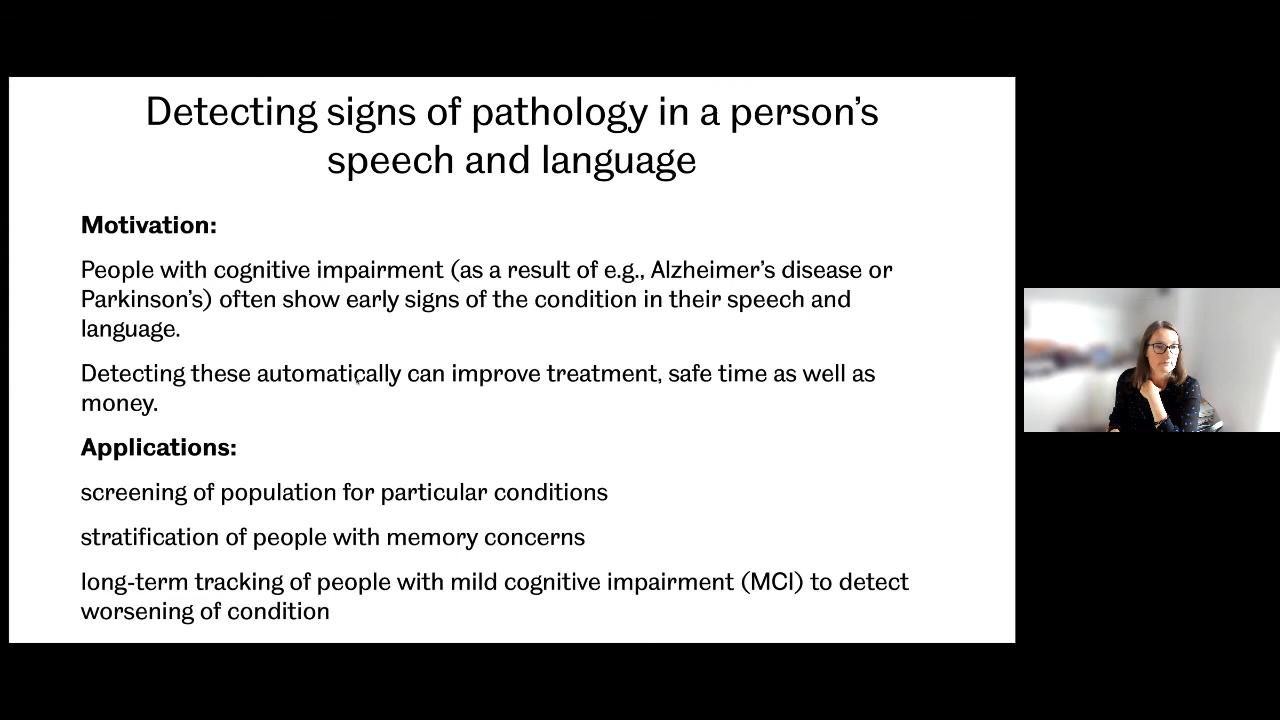 Detecting signs of pathology in a person’s
speech and language
Motivation:
People with cognitive impairment (as a result of e.g., Alzheimer’s disease or
Parkinson’s) often show early signs of the condition in their speech and
language.
Detecting these automatically can improve treatment, safe time as well as
money.
Applications:
screening of population for particular conditions
stratification of people with memory concerns
long-term tracking of people with mild cognitive impairment (MCI) to detect
worsening of condition